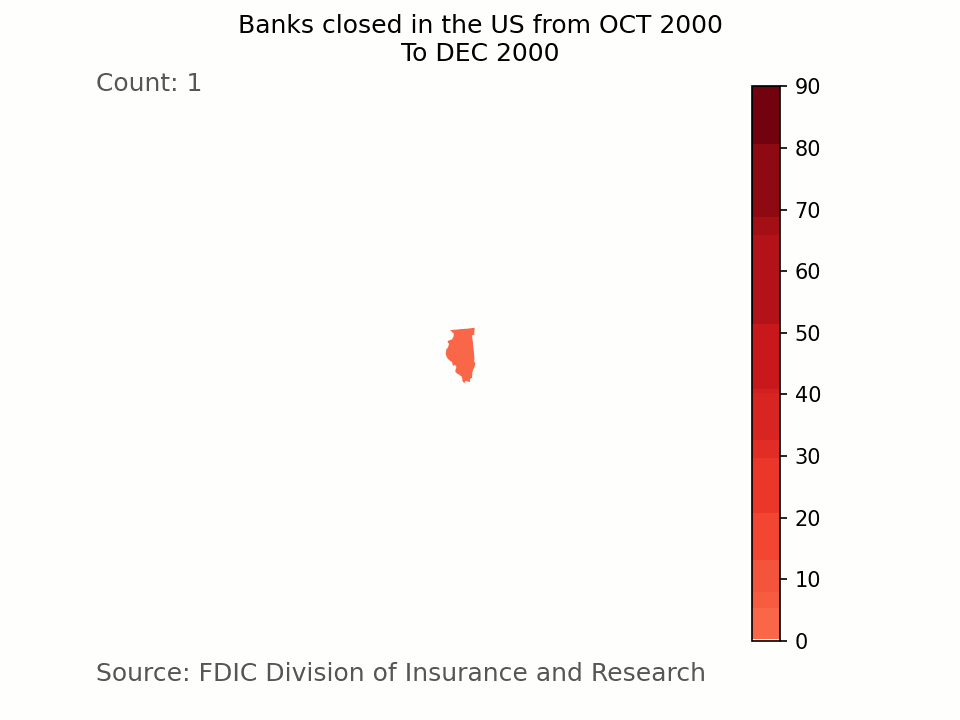 Banks closed in the US from OCT 2000
To DEC 2000
Count: 1
90
80
70
60
50
40
30
20
10
0
Source: FDIC Division of Insurance and Research